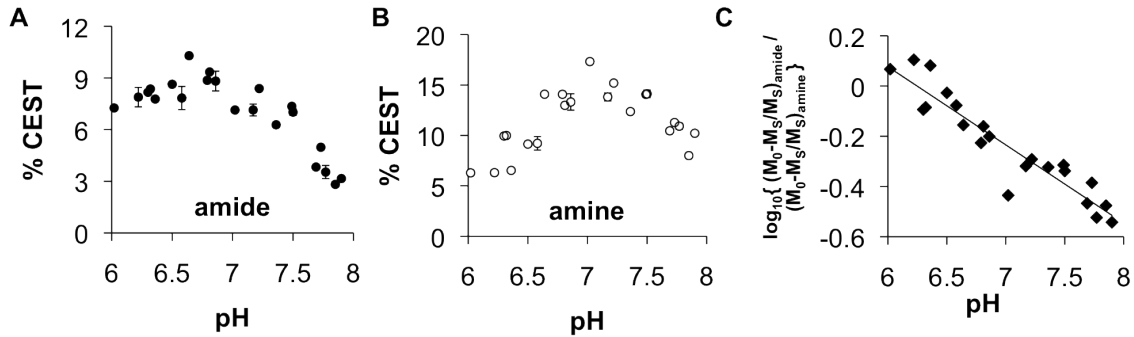 A
12
9
6
3
0
% CEST
amide
6 6.5 7 7.5 8
pH
B
20
15
10
5
0
% CEST
amine
6 6.5 7 7.5 8
pH
C
0.2
0
-0.2
-0.4
-0.6
log₁₀{ (M₀-Mₛ/Mₛ)amide /
(M₀-Mₛ/Mₛ)amine }
6 6.5 7 7.5 8
pH